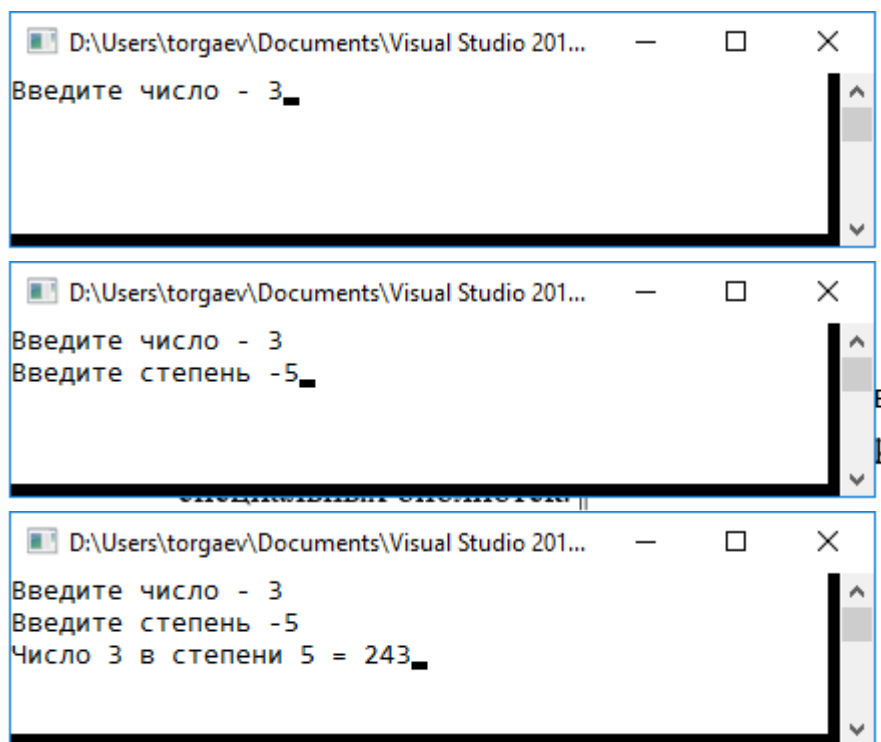 D:\Users\torgaev\Documents\Visual Studio 201...
Введите число - 3
D:\Users\torgaev\Documents\Visual Studio 201...
Введите число - 3
Введите степень -5
D:\Users\torgaev\Documents\Visual Studio 201...
Введите число - 3
Введите степень -5
Число 3 в степени 5 = 243